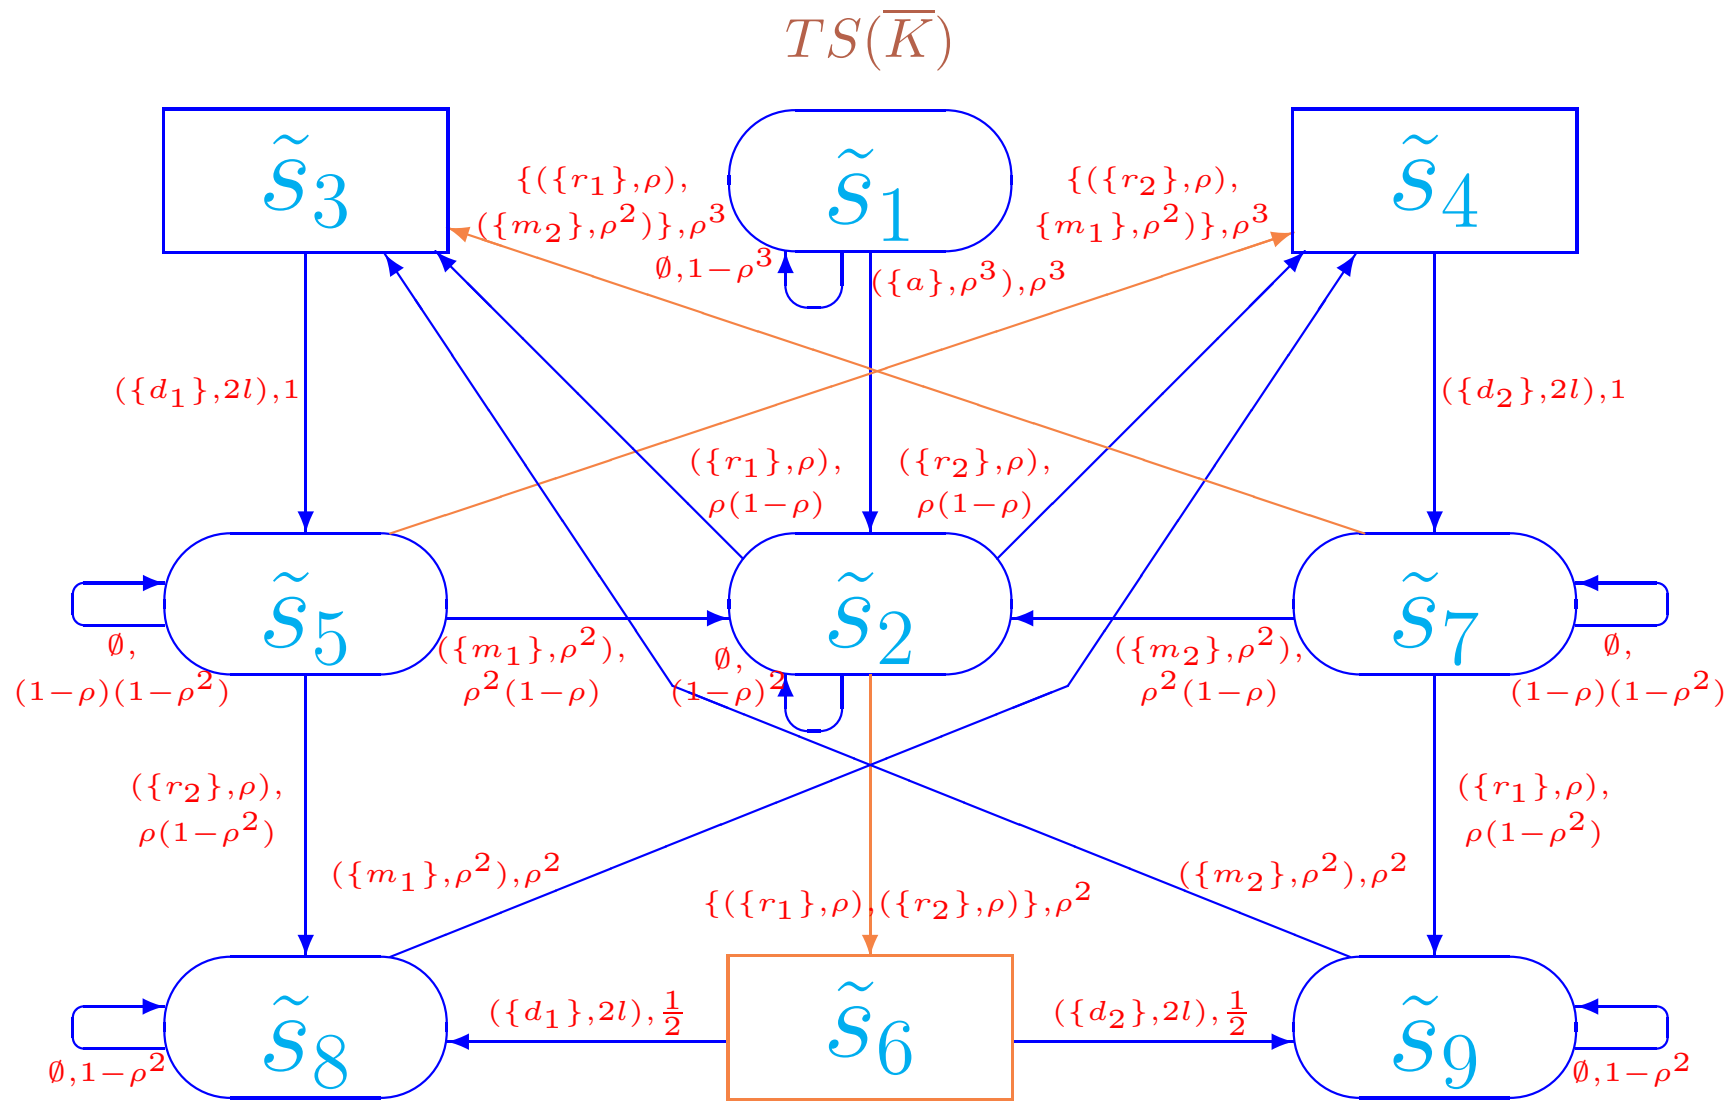 TS(K̅)
s̃₃
s̃₁
s̃₄
{({r₁},ρ),
({m₂},ρ²)},ρ³
{({r₂},ρ),
{m₁},ρ²)},ρ³
∅,1−ρ³
({a},ρ³),ρ³
({d₁},2l),1
({d₂},2l),1
({r₁},ρ),
ρ(1−ρ)
({r₂},ρ),
ρ(1−ρ)
s̃₅
s̃₂
s̃₇
∅,
(1−ρ)(1−ρ²)
({m₁},ρ²),
ρ²(1−ρ)
∅,
(1−ρ)²
({m₂},ρ²),
ρ²(1−ρ)
∅,
(1−ρ)(1−ρ²)
({r₂},ρ),
ρ(1−ρ²)
({r₁},ρ),
ρ(1−ρ²)
({m₁},ρ²),ρ²
({m₂},ρ²),ρ²
{({r₁},ρ),({r₂},ρ)},ρ²
s̃₈
({d₁},2l),½
s̃₆
({d₂},2l),½
s̃₉
∅,1−ρ²
∅,1−ρ²